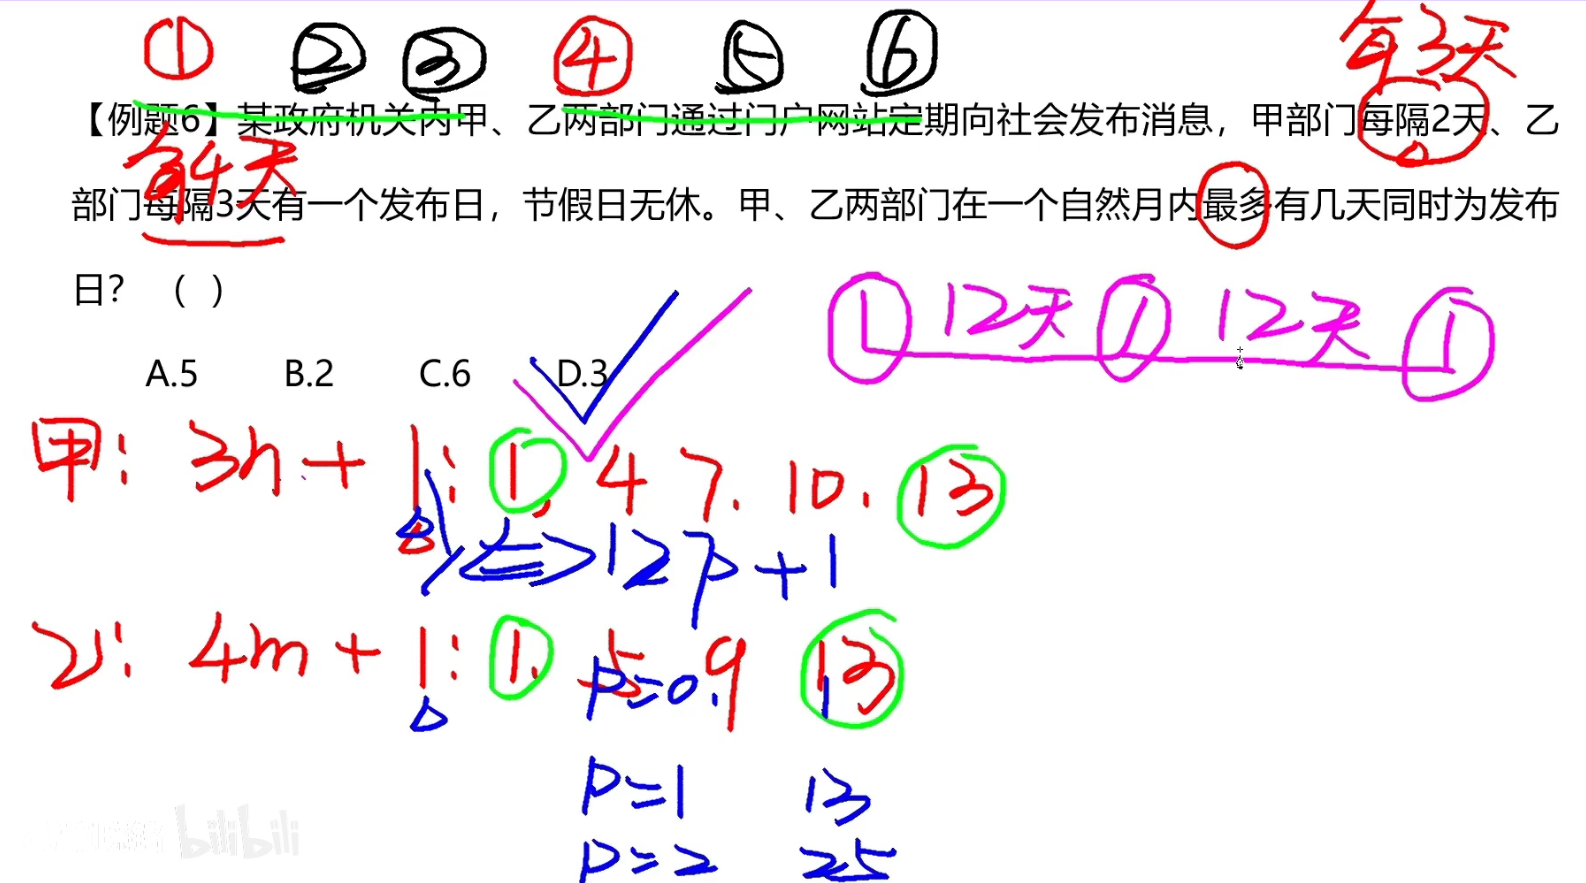 ① ② ③ ④ ⑤ ⑥ 每3天
【例题6】某政府机关内甲、乙两部门通过门户网站定期向社会发布消息，甲部门每隔2天、乙
每4天
部门每隔3天有一个发布日，节假日无休。甲、乙两部门在一个自然月内最多有几天同时为发布
日？（ ）
1 12天 1 12天 1
A.5 B.2 C.6 D.3
甲: 3n+1: 1, 4 7. 10. 13
12p+1
乙: 4m+1: 1. 5 9 13
p=0. 1
p=1 13
p=2 25
bilibili